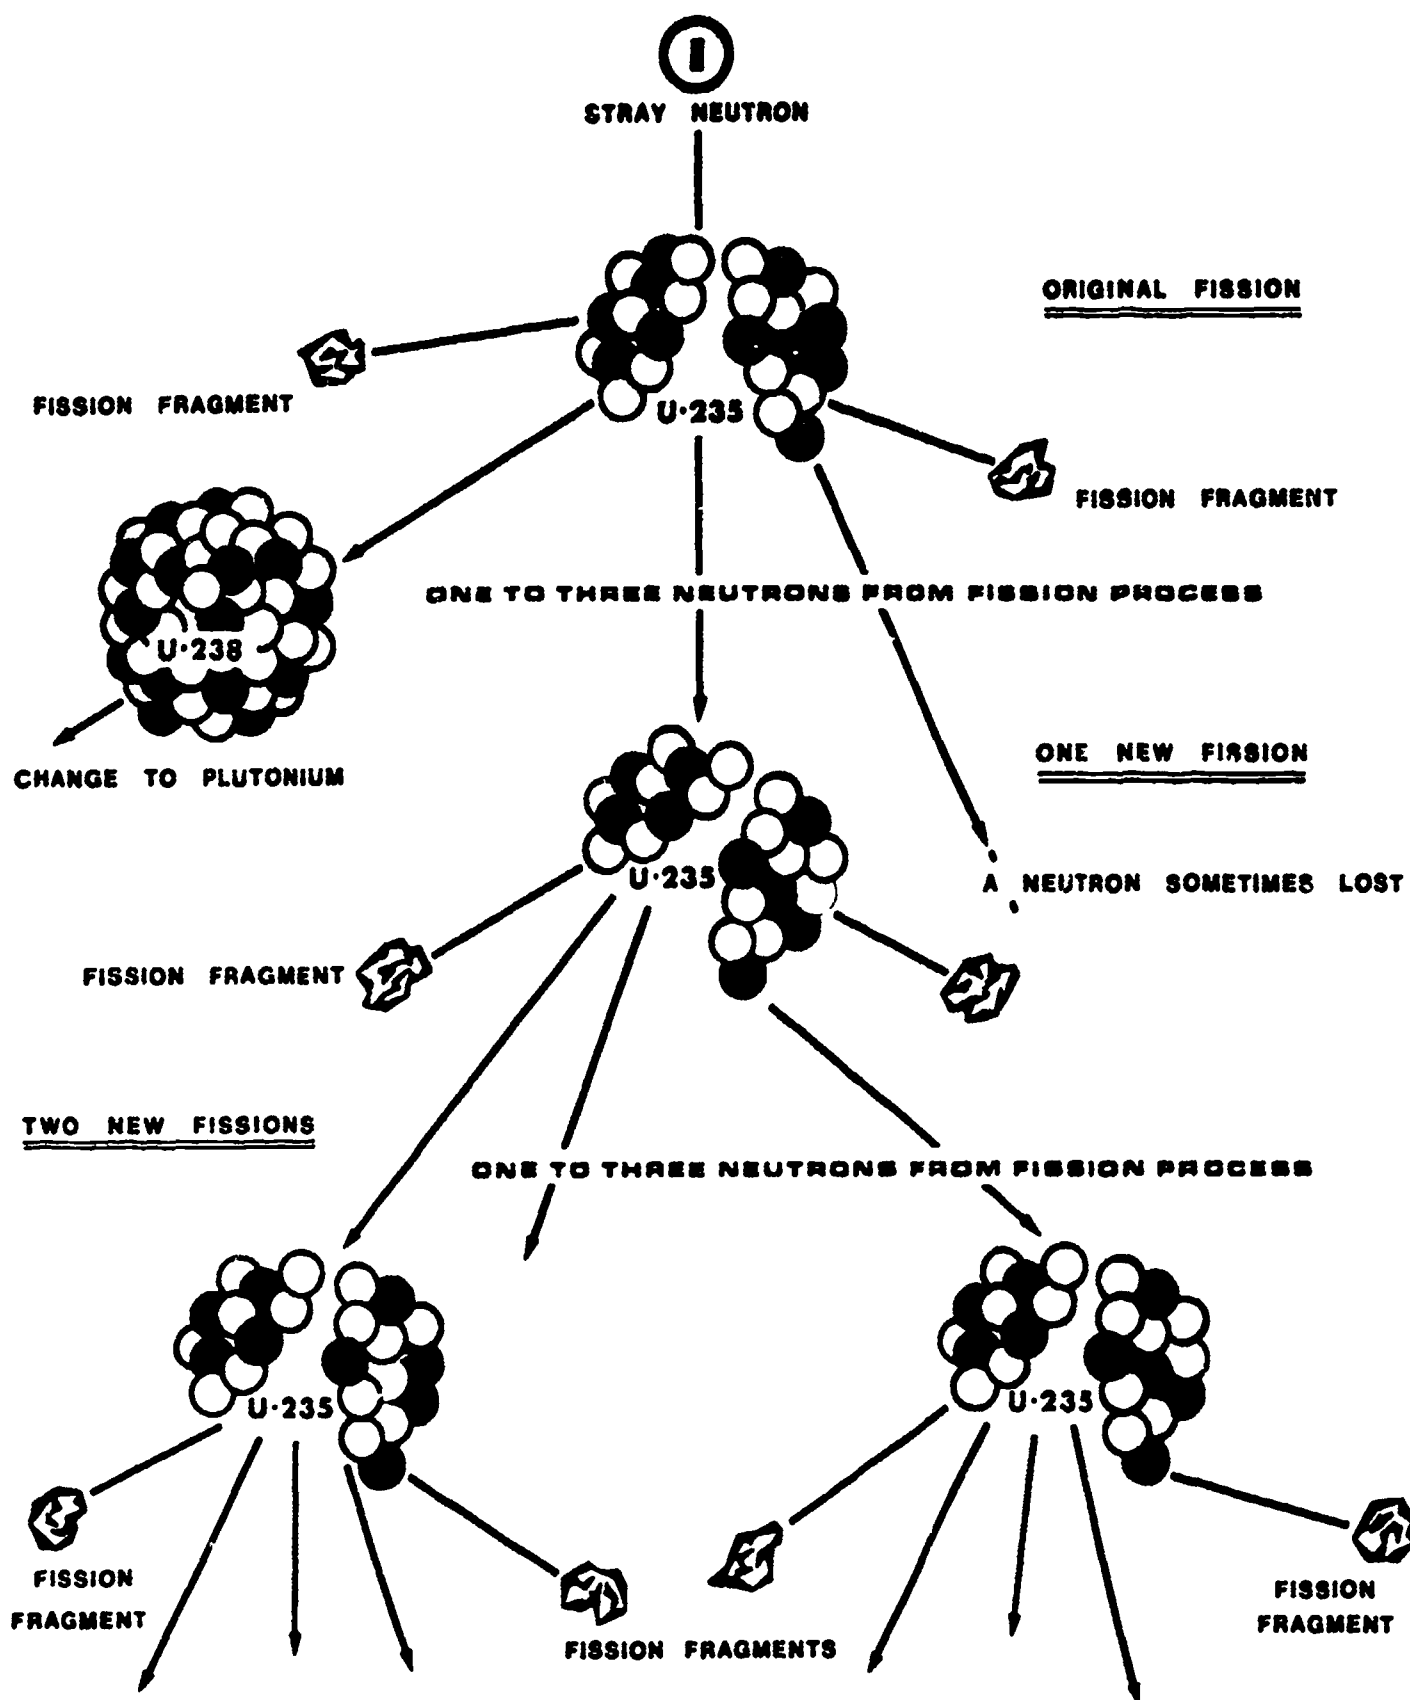 STRAY NEUTRON
ORIGINAL FISSION
FISSION FRAGMENT
U·235
FISSION FRAGMENT
ONE TO THREE NEUTRONS FROM FISSION PROCESS
U·238
CHANGE TO PLUTONIUM
ONE NEW FISSION
U·235
A NEUTRON SOMETIMES LOST
FISSION FRAGMENT
TWO NEW FISSIONS
ONE TO THREE NEUTRONS FROM FISSION PROCESS
U·235
U·235
FISSION
FRAGMENT
FISSION FRAGMENTS
FISSION
FRAGMENT